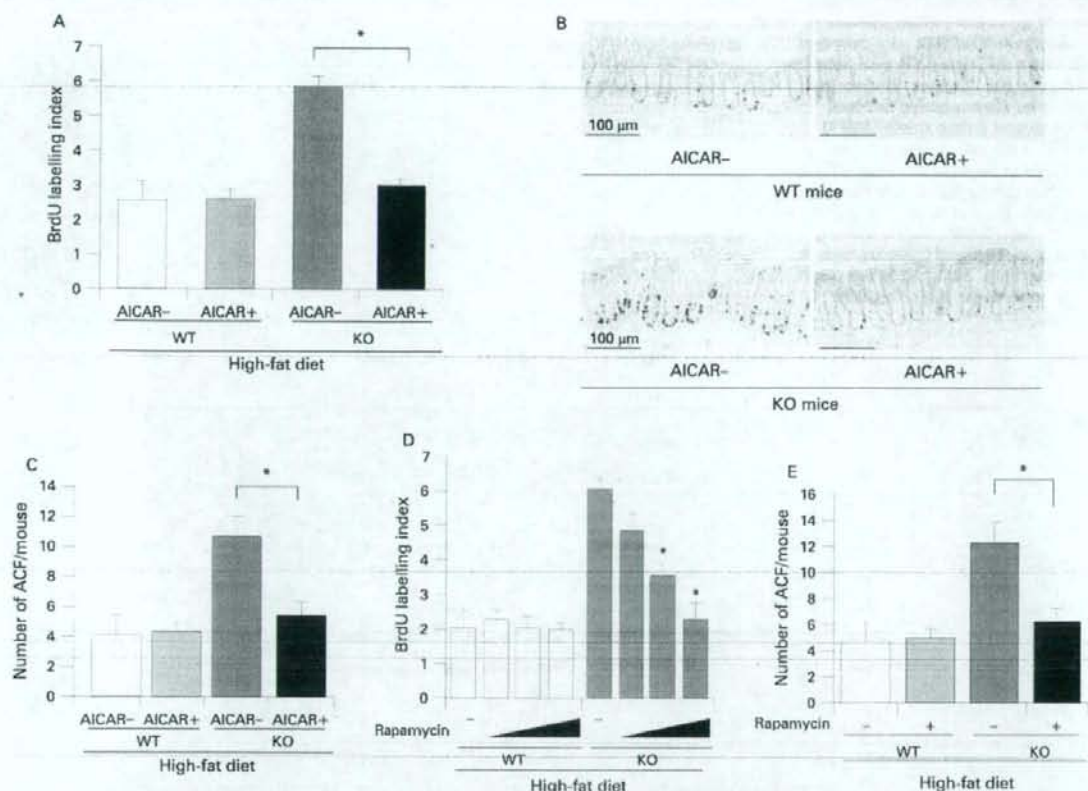 A
7
6
5
4
3
2
1
0
BrdU labelling index
*
AICAR– AICAR+ AICAR– AICAR+
WT KO
High-fat diet
B
100 μm
AICAR– AICAR+
WT mice
100 μm
AICAR– AICAR+
KO mice
C
14
12
10
8
6
4
2
0
Number of ACF/mouse
*
AICAR– AICAR+ AICAR– AICAR+
WT KO
High-fat diet
D
7
6
5
4
3
2
1
0
BrdU labelling index
*
*
Rapamycin – –
WT KO
High-fat diet
E
16
14
12
10
8
6
4
2
0
Number of ACF/mouse
*
Rapamycin – + – +
WT KO
High-fat diet